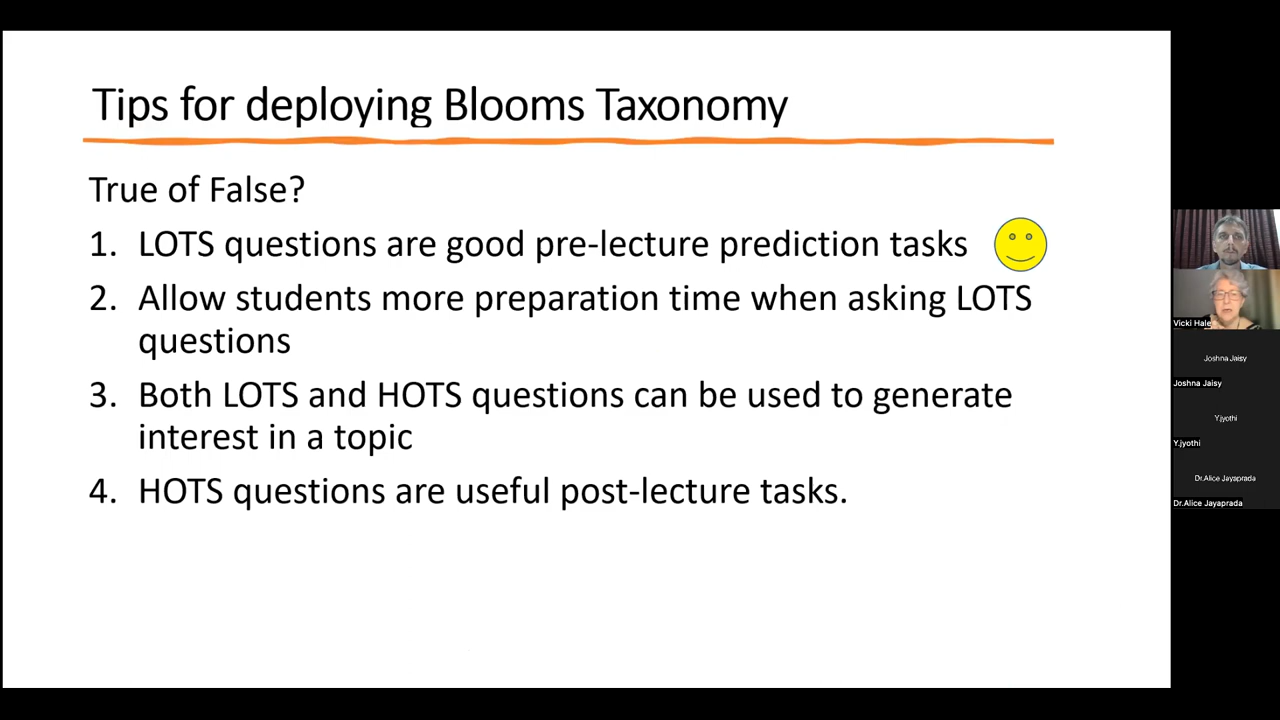 Tips for deploying Blooms Taxonomy
True of False?
1. LOTS questions are good pre-lecture prediction tasks
2. Allow students more preparation time when asking LOTS
questions
3. Both LOTS and HOTS questions can be used to generate
interest in a topic
4. HOTS questions are useful post-lecture tasks.
Vicki Hale
Joshna Jaisy
Joshna Jaisy
Y.jyothi
Y.jyothi
Dr.Alice Jayaprada
Dr.Alice Jayaprada